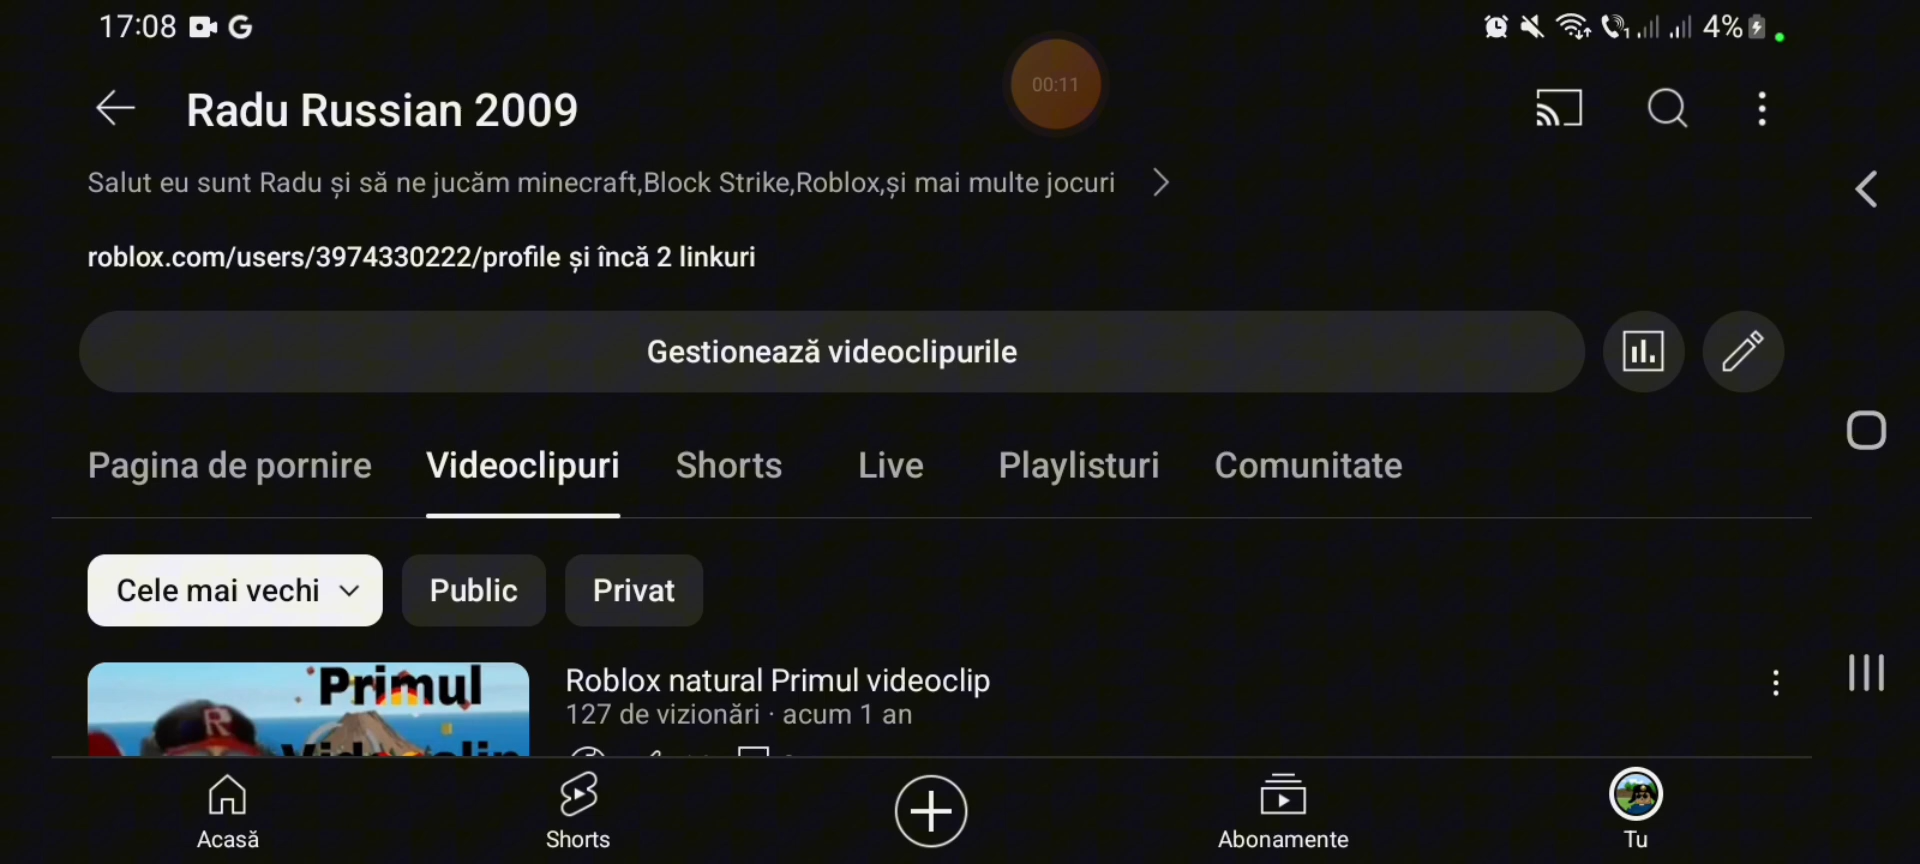 17:08
4%
00:11
Radu Russian 2009
Salut eu sunt Radu și să ne jucăm minecraft,Block Strike,Roblox,și mai multe jocuri
roblox.com/users/3974330222/profile și încă 2 linkuri
Gestionează videoclipurile
Pagina de pornire Videoclipuri Shorts Live Playlisturi Comunitate
Cele mai vechi Public Privat
Primul
Roblox natural Primul videoclip
127 de vizionări · acum 1 an
Acasă Shorts Abonamente Tu